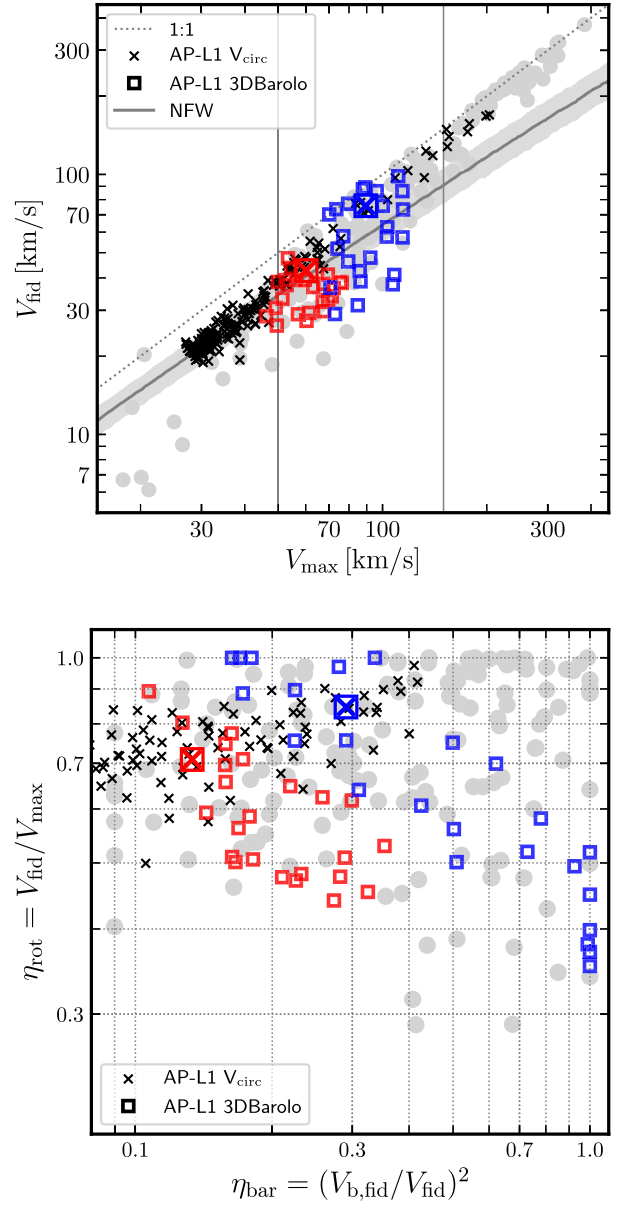 1:1
AP-L1 V_circ
AP-L1 3DBarolo
NFW
300
100
70
30
10
7
V_fid [km/s]
30
70
100
300
V_max [km/s]
1.0
0.7
0.3
η_rot = V_fid/V_max
AP-L1 V_circ
AP-L1 3DBarolo
0.1
0.3
0.7
1.0
η_bar = (V_b,fid/V_fid)^2